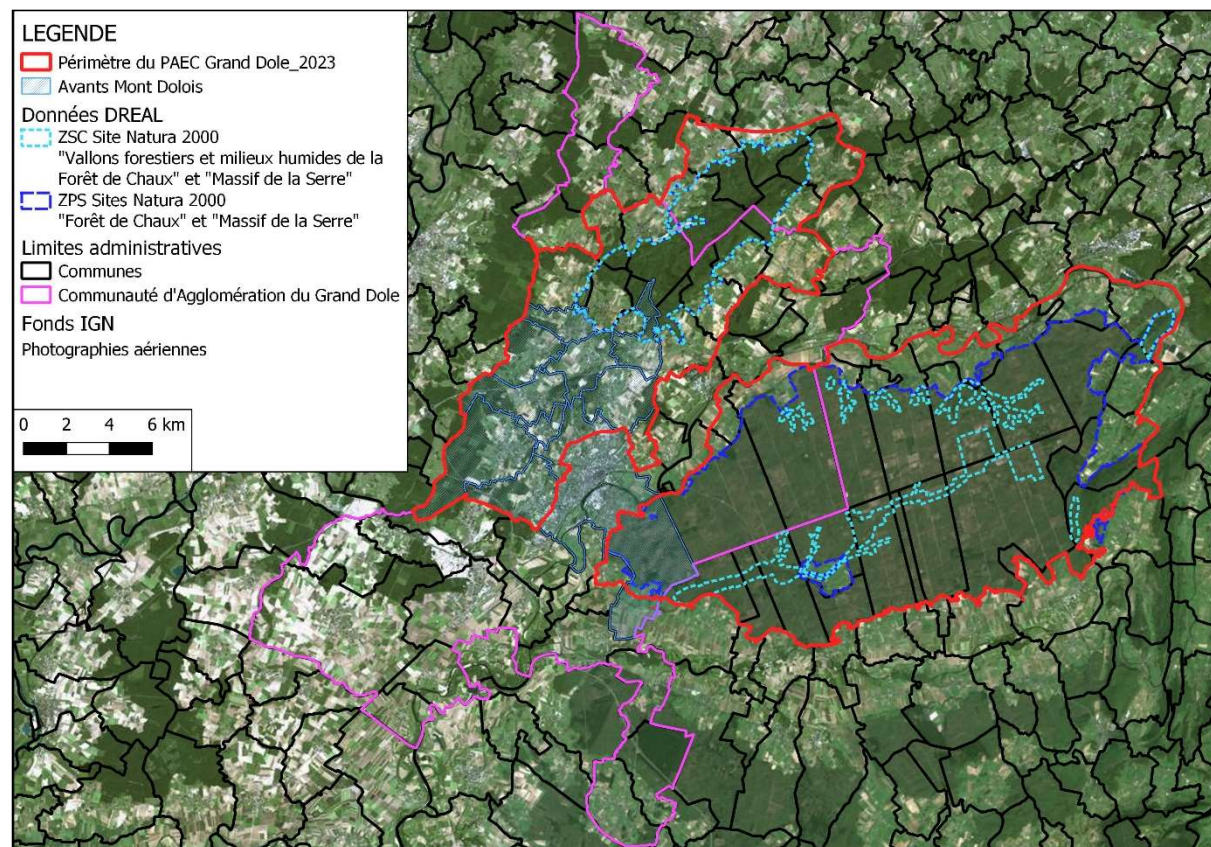 LEGENDE
Périmètre du PAEC Grand Dole_2023
Avants Mont Dolois
Données DREAL
ZSC Site Natura 2000
"Vallons forestiers et milieux humides de la
Forêt de Chaux" et "Massif de la Serre"
ZPS Sites Natura 2000
"Forêt de Chaux" et "Massif de la Serre"
Limites administratives
Communes
Communauté d'Agglomération du Grand Dole
Fonds IGN
Photographies aériennes
0 2 4 6 km